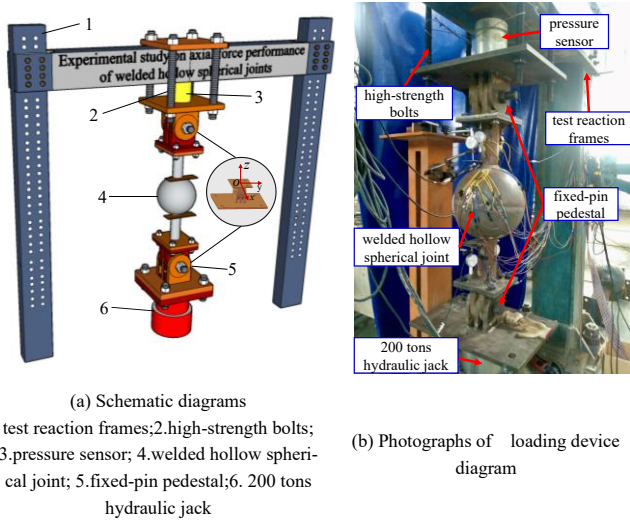 1
Experimental study on axial force performance
of welded hollow spherical joints
2
3
z
o
y
x
4
5
6
pressure
sensor
high-strength
bolts
test reaction
frames
fixed-pin
pedestal
welded hollow
spherical joint
200 tons
hydraulic jack
(a) Schematic diagrams
test reaction frames;2.high-strength bolts;
3.pressure sensor; 4.welded hollow spheri-
cal joint; 5.fixed-pin pedestal;6. 200 tons
hydraulic jack
(b) Photographs of loading device
diagram